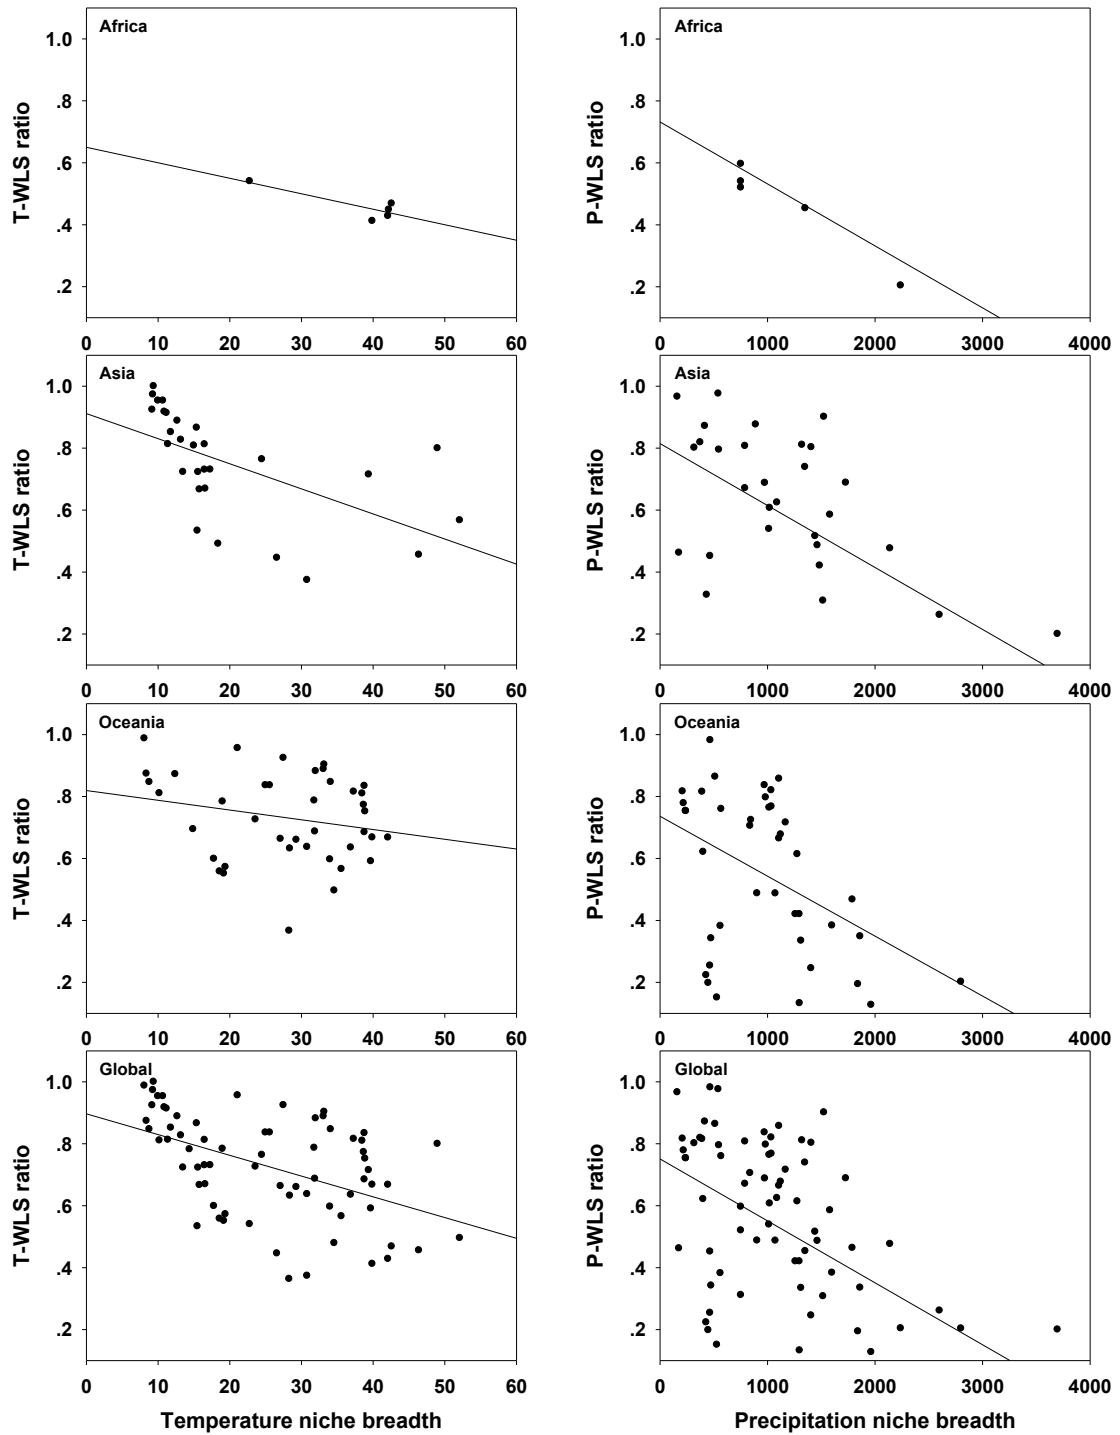 Africa
1.0
.8
.6
.4
.2
T-WLS ratio
0 10 20 30 40 50 60
Africa
1.0
.8
.6
.4
.2
P-WLS ratio
0 1000 2000 3000 4000
Asia
1.0
.8
.6
.4
.2
T-WLS ratio
0 10 20 30 40 50 60
Asia
1.0
.8
.6
.4
.2
P-WLS ratio
0 1000 2000 3000 4000
Oceania
1.0
.8
.6
.4
.2
T-WLS ratio
0 10 20 30 40 50 60
Oceania
1.0
.8
.6
.4
.2
P-WLS ratio
0 1000 2000 3000 4000
Global
1.0
.8
.6
.4
.2
T-WLS ratio
0 10 20 30 40 50 60
Temperature niche breadth
Global
1.0
.8
.6
.4
.2
P-WLS ratio
0 1000 2000 3000 4000
Precipitation niche breadth